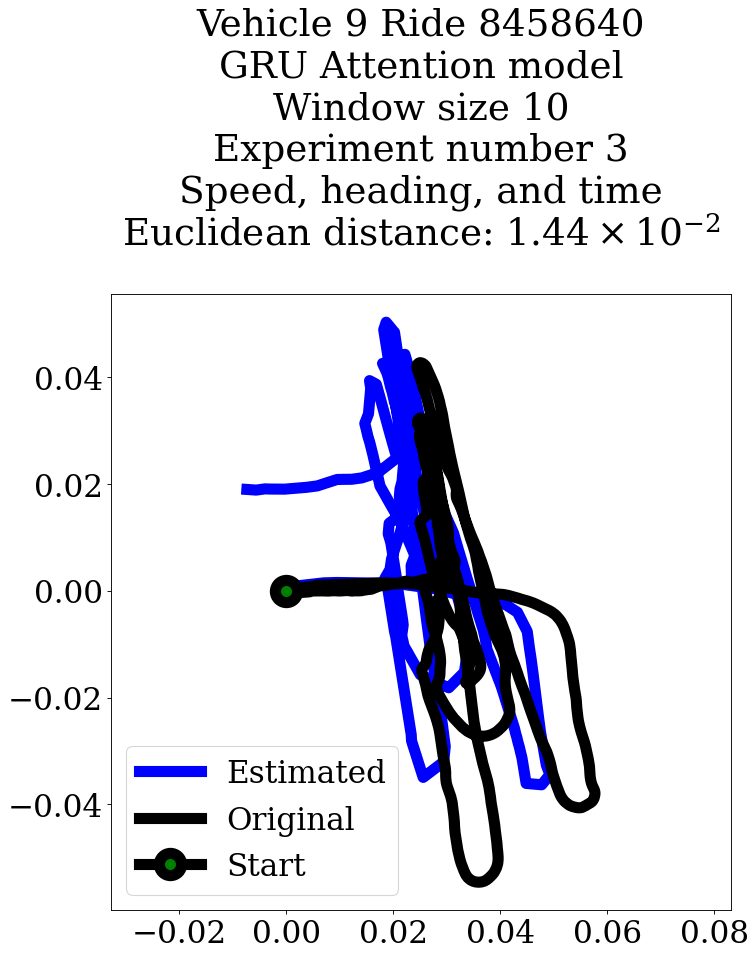 Vehicle 9 Ride 8458640
GRU Attention model
Window size 10
Experiment number 3
Speed, heading, and time
Euclidean distance: 1.44 × 10⁻²
0.04
0.02
0.00
−0.02
−0.04
Estimated
Original
Start
−0.02 0.00 0.02 0.04 0.06 0.08